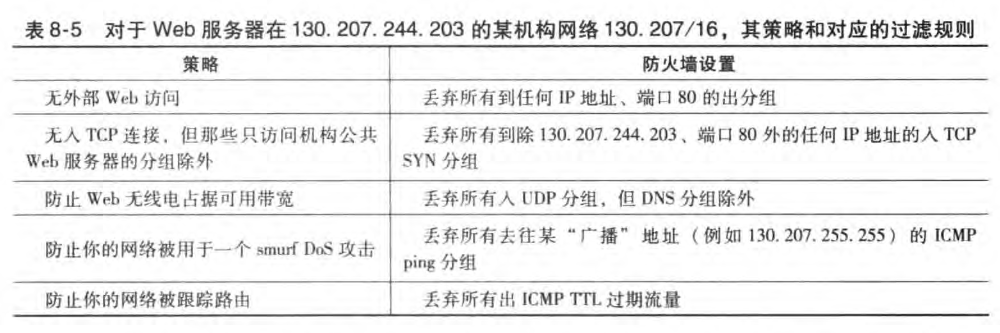 表 8-5 对于 Web 服务器在 130. 207. 244. 203 的某机构网络 130. 207/16，其策略和对应的过滤规则
策略 防火墙设置
无外部 Web 访问 丢弃所有到任何 IP 地址、端口 80 的出分组
无入 TCP 连接，但那些只访问机构公共 丢弃所有到除 130. 207. 244. 203、端口 80 外的任何 IP 地址的入 TCP
Web 服务器的分组除外 SYN 分组
防止 Web 无线电占据可用带宽 丢弃所有入 UDP 分组，但 DNS 分组除外
防止你的网络被用于一个 smurf DoS 攻击 丢弃所有去往某“广播”地址（例如 130. 207. 255. 255）的 ICMP
ping 分组
防止你的网络被跟踪路由 丢弃所有出 ICMP TTL 过期流量